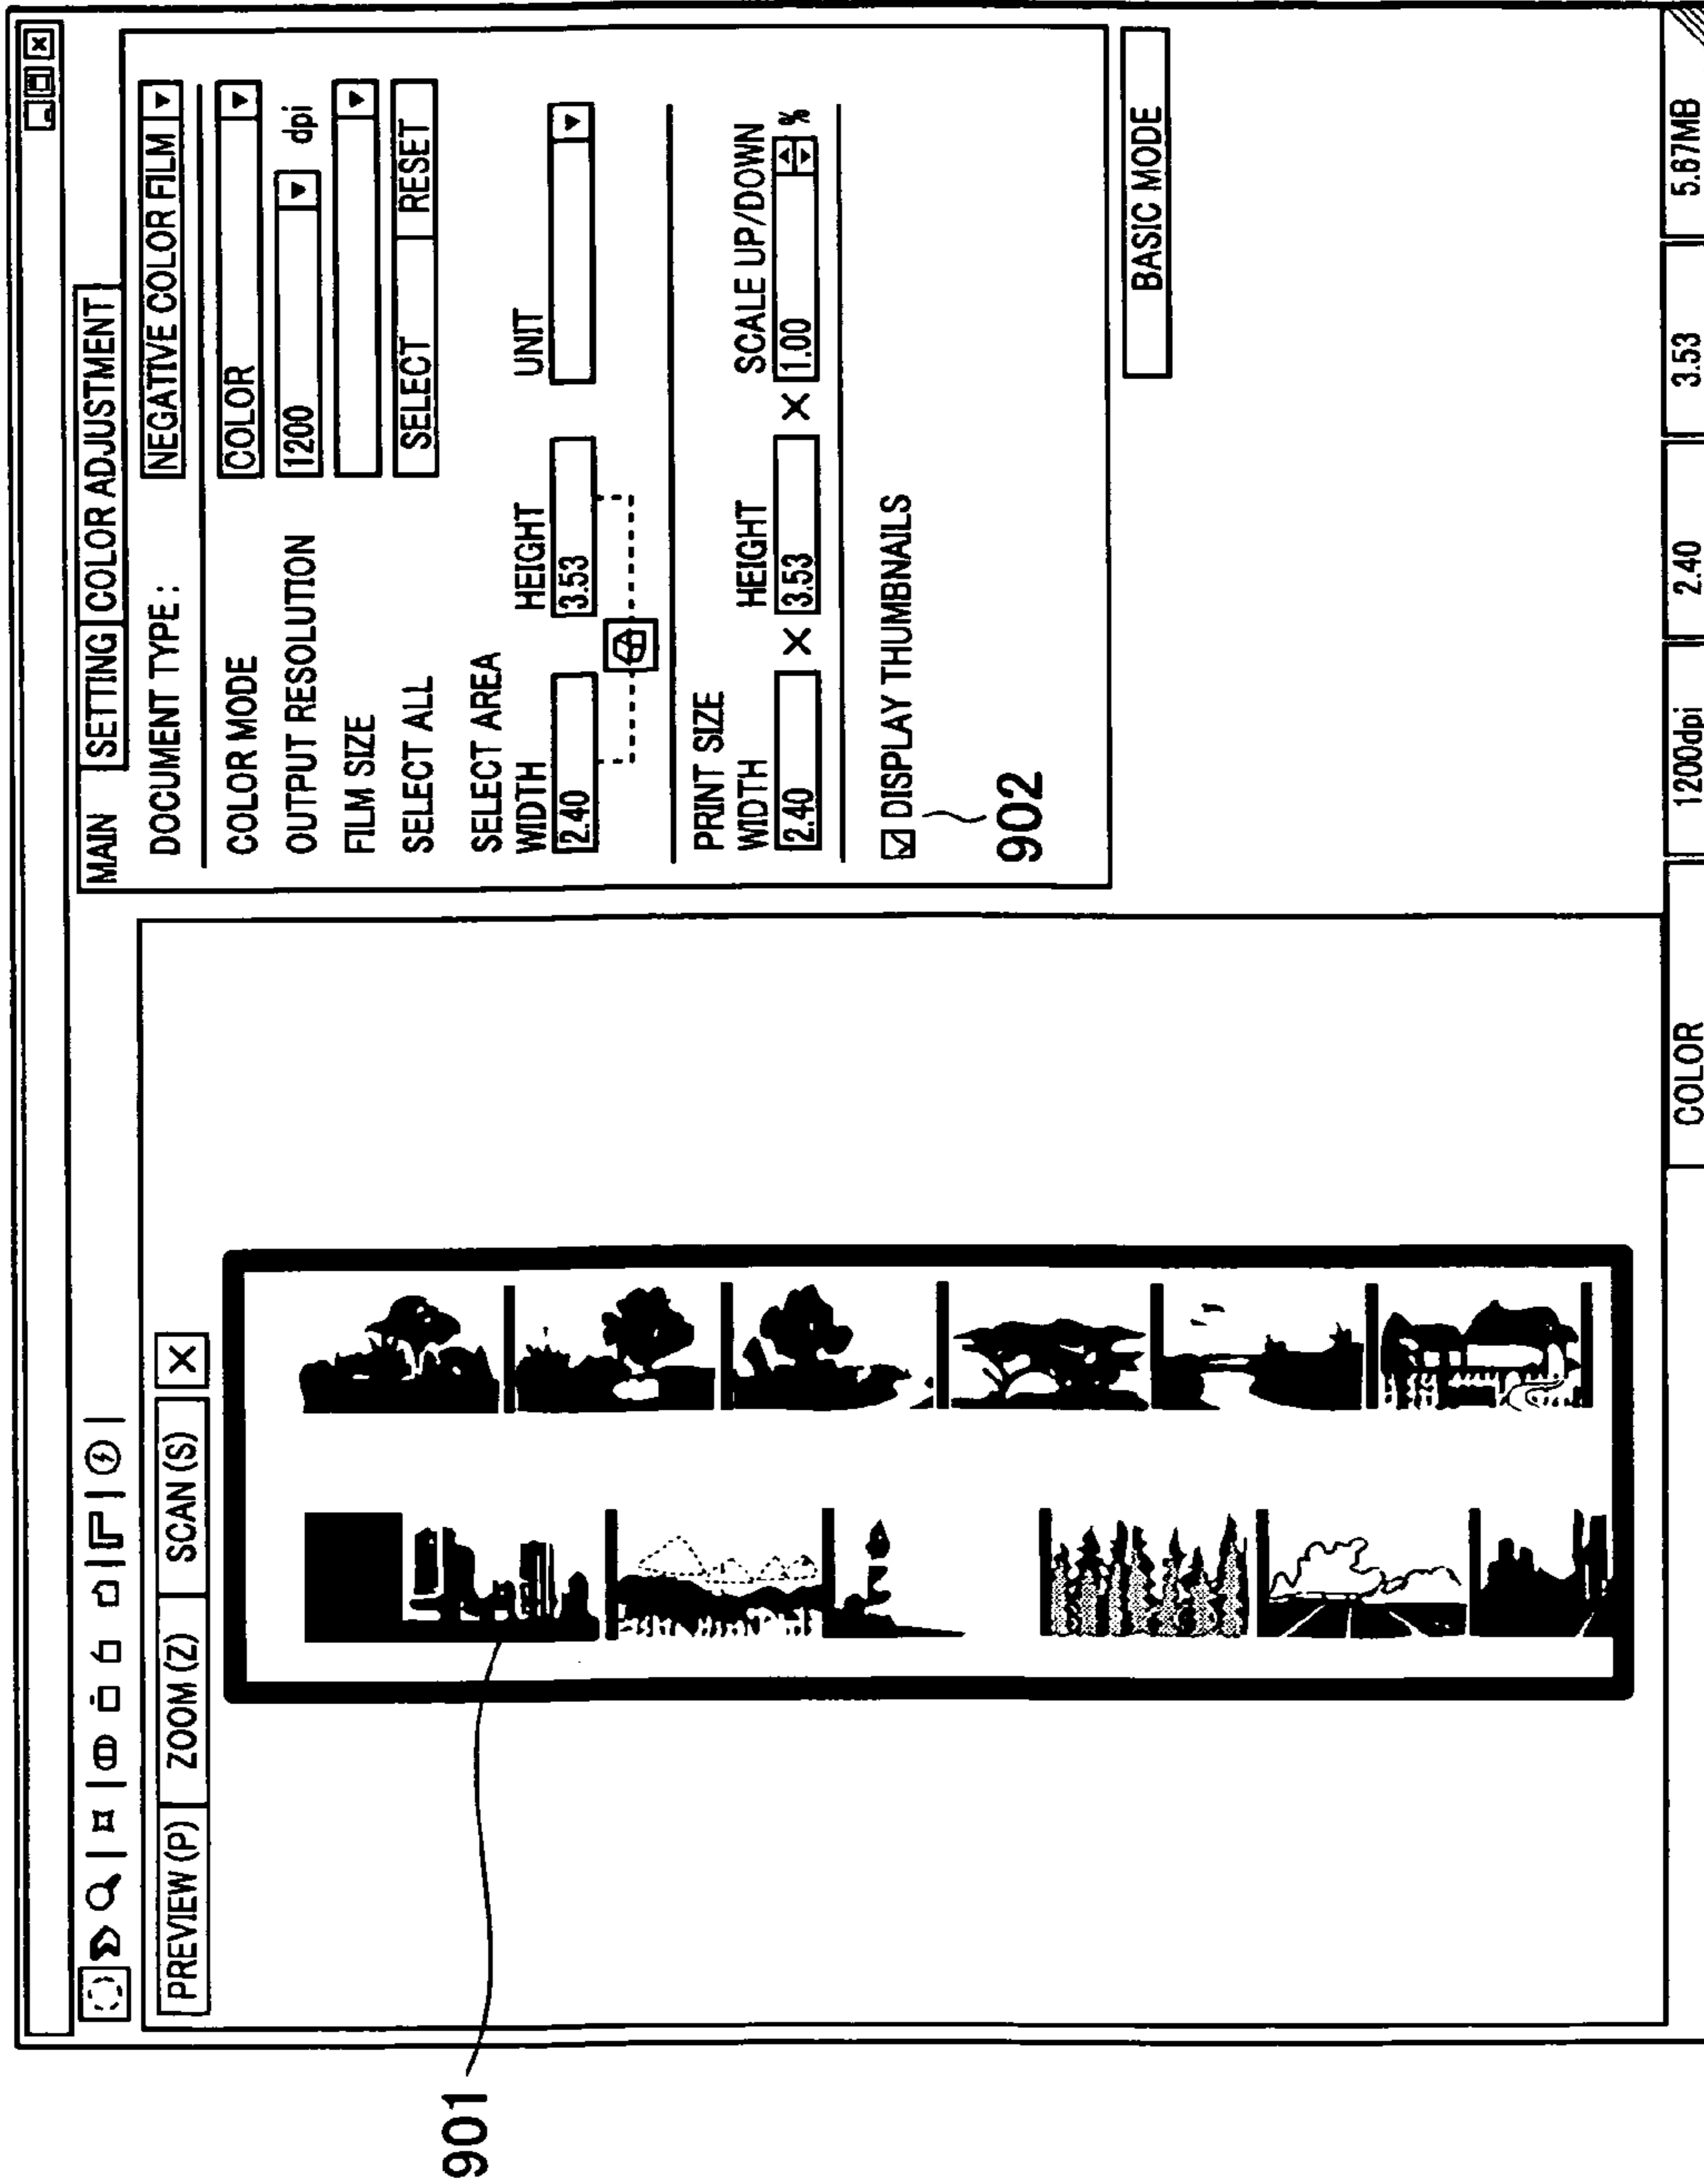 MAIN SETTING COLOR ADJUSTMENT
DOCUMENT TYPE : NEGATIVE COLOR FILM
COLOR MODE COLOR
OUTPUT RESOLUTION 1200 dpi
FILM SIZE
SELECT ALL SELECT RESET
SELECT AREA
WIDTH HEIGHT UNIT
2.40 3.53
PRINT SIZE
WIDTH HEIGHT SCALE UP/DOWN
2.40 X 3.53 X 1.00 %
DISPLAY THUMBNAILS
902
BASIC MODE
PREVIEW (P) ZOOM (Z) SCAN (S) X
901
COLOR 1200dpi 2.40 3.53 5.67MB